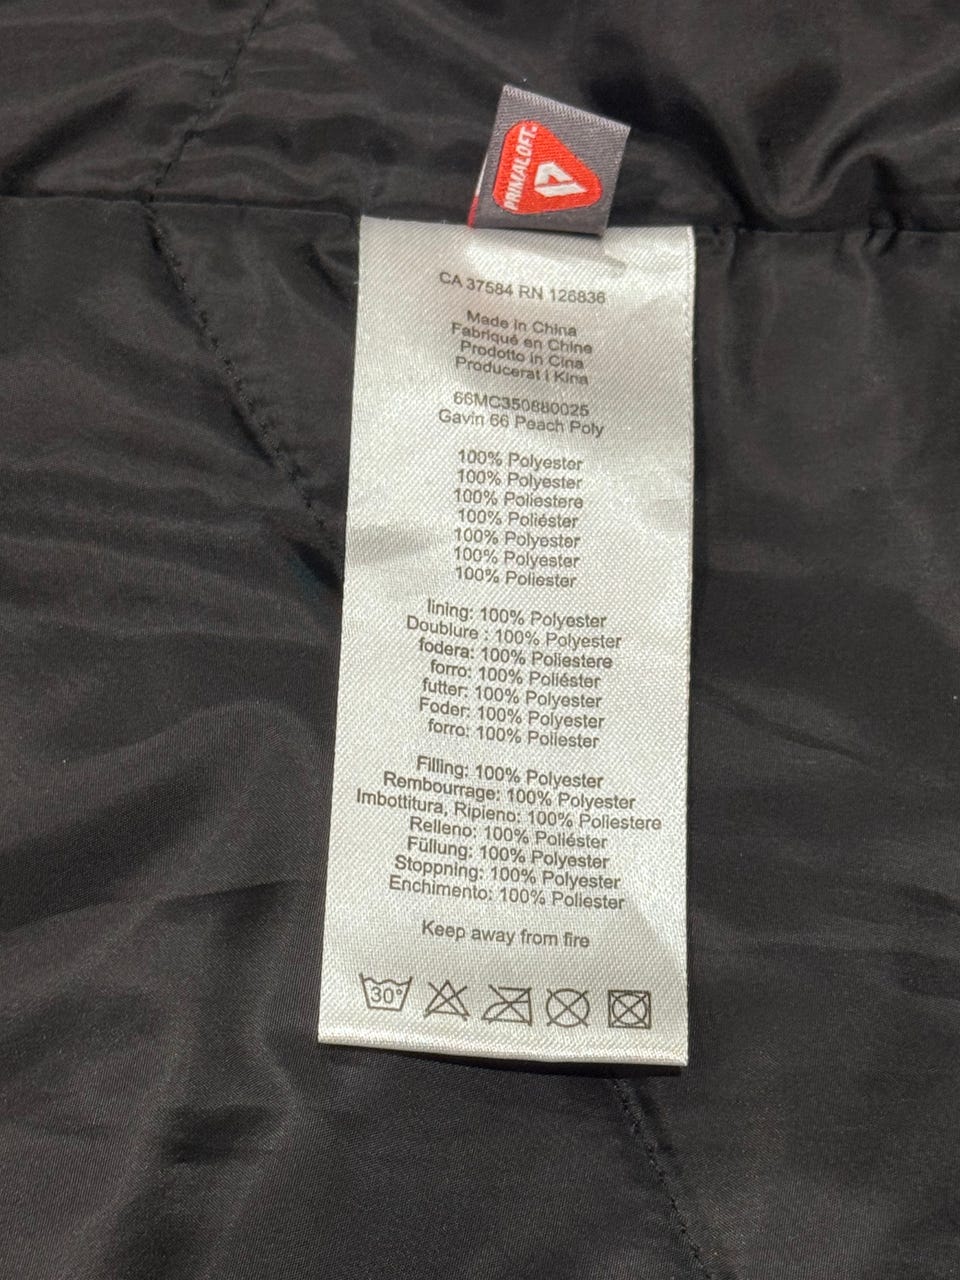 PRIMALOFT
CA 37584 RN 126836
Made in China
Fabriqué en Chine
Prodotto in Cina
Producerat i Kina
66MC350880025
Gavin 66 Peach Poly
100% Polyester
100% Polyester
100% Poliestere
100% Poliéster
100% Polyester
100% Polyester
100% Poliester
lining: 100% Polyester
Doublure : 100% Polyester
fodera: 100% Poliestere
forro: 100% Poliéster
futter: 100% Polyester
Foder: 100% Polyester
forro: 100% Poliester
Filling: 100% Polyester
Rembourrage: 100% Polyester
Imbottitura, Ripieno: 100% Poliestere
Relleno: 100% Poliéster
Füllung: 100% Polyester
Stoppning: 100% Polyester
Enchimento: 100% Poliester
Keep away from fire
30°